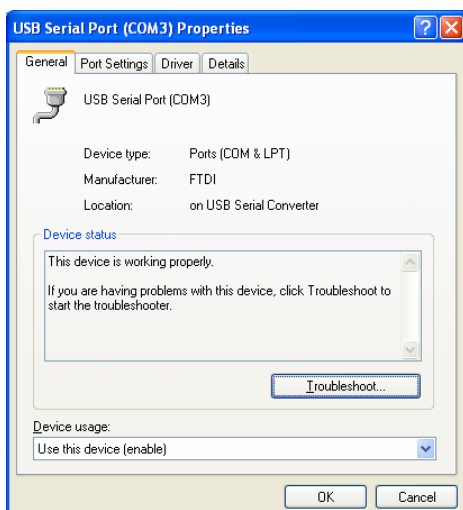 USB Serial Port (COM3) Properties
General Port Settings Driver Details
USB Serial Port (COM3)
Device type: Ports (COM & LPT)
Manufacturer: FTDI
Location: on USB Serial Converter
Device status
This device is working properly.
If you are having problems with this device, click Troubleshoot to
start the troubleshooter.
Troubleshoot...
Device usage:
Use this device (enable)
OK Cancel